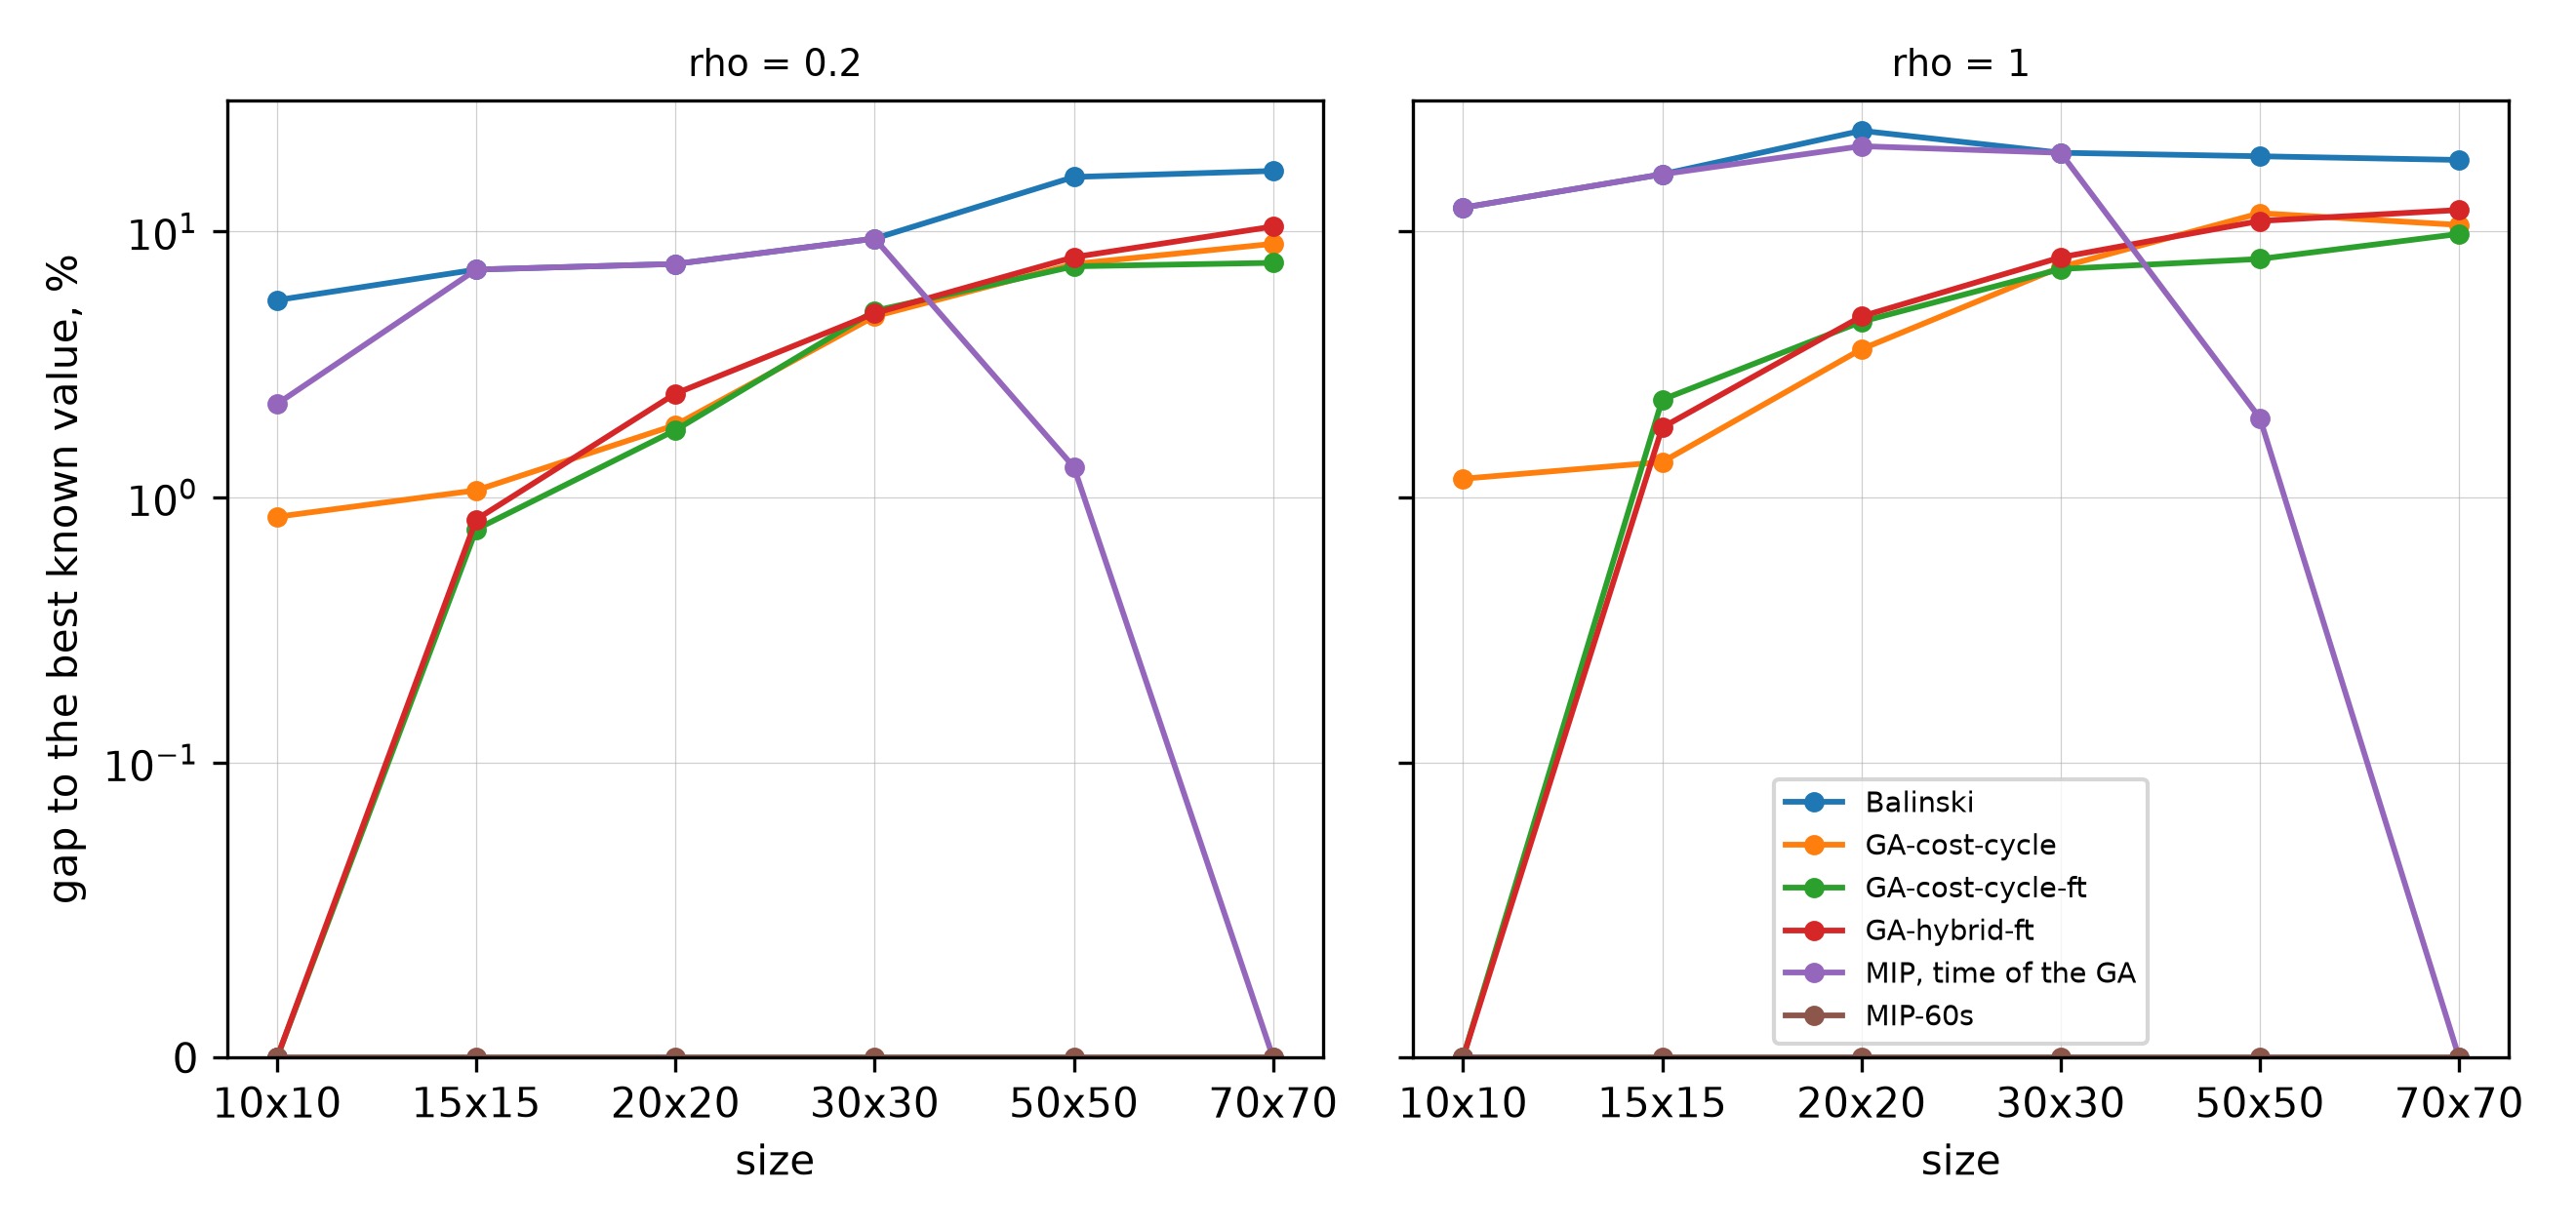 rho = 0.2
rho = 1
gap to the best known value, %
10¹
10⁰
10⁻¹
0
10x10 15x15 20x20 30x30 50x50 70x70
10x10 15x15 20x20 30x30 50x50 70x70
size
size
Balinski
GA-cost-cycle
GA-cost-cycle-ft
GA-hybrid-ft
MIP, time of the GA
MIP-60s